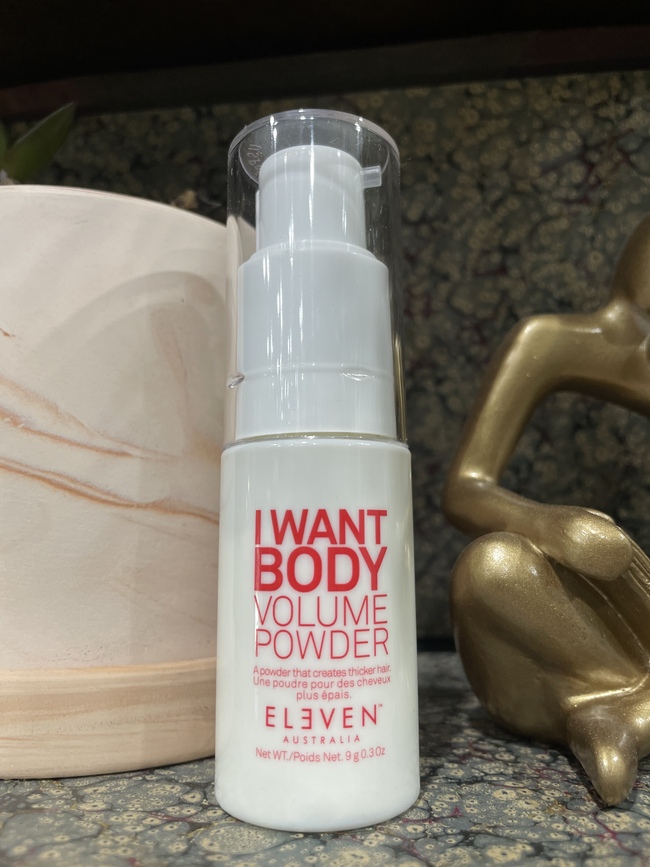 I WANT
BODY
VOLUME
POWDER
A powder that creates thicker hair.
Une poudre pour des cheveux
plus épais.
ELEVEN™
AUSTRALIA
Net WT./Poids Net. 9 g 0.3 Oz